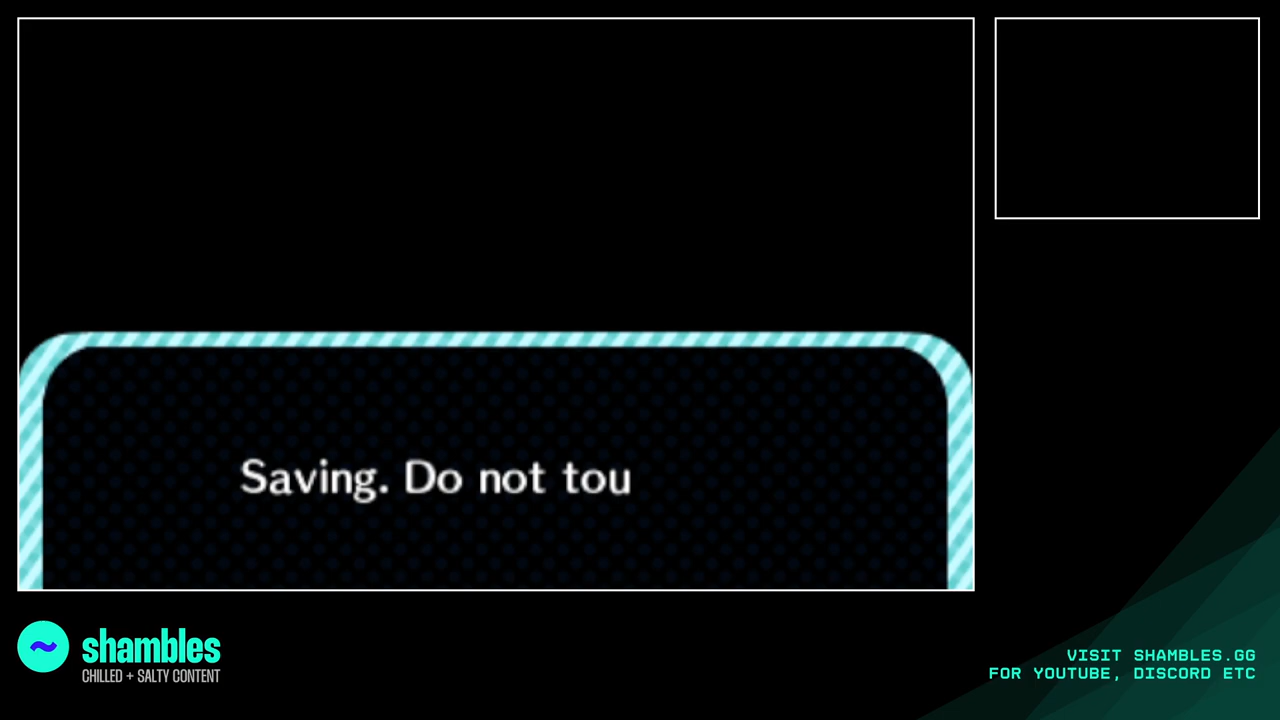 Saving. Do not tou
~
shambles
CHILLED + SALTY CONTENT
VISIT SHAMBLES.GG
FOR YOUTUBE, DISCORD ETC